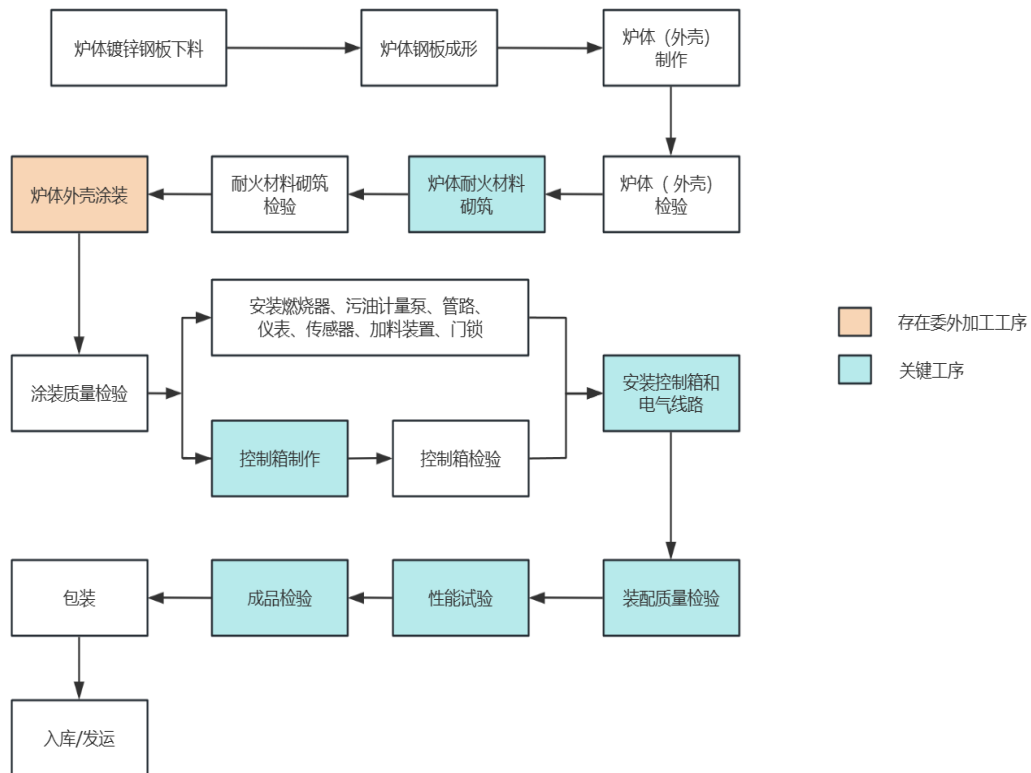 炉体镀锌钢板下料
炉体钢板成形
炉体（外壳）
制作
炉体外壳涂装
耐火材料砌筑
检验
炉体耐火材料
砌筑
炉体（ 外壳）
检验
安装燃烧器、污油计量泵、管路、
仪表、传感器、加料装置、门锁
存在委外加工工序
关键工序
涂装质量检验
安装控制箱和
电气线路
控制箱制作
控制箱检验
包装
成品检验
性能试验
装配质量检验
入库/发运